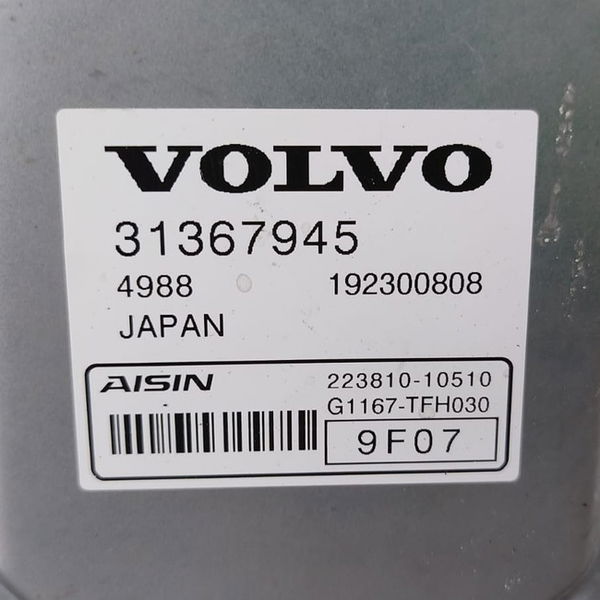 VOLVO
31367945
4988 192300808
JAPAN
AISIN 223810-10510
G1167-TFH030
9F07